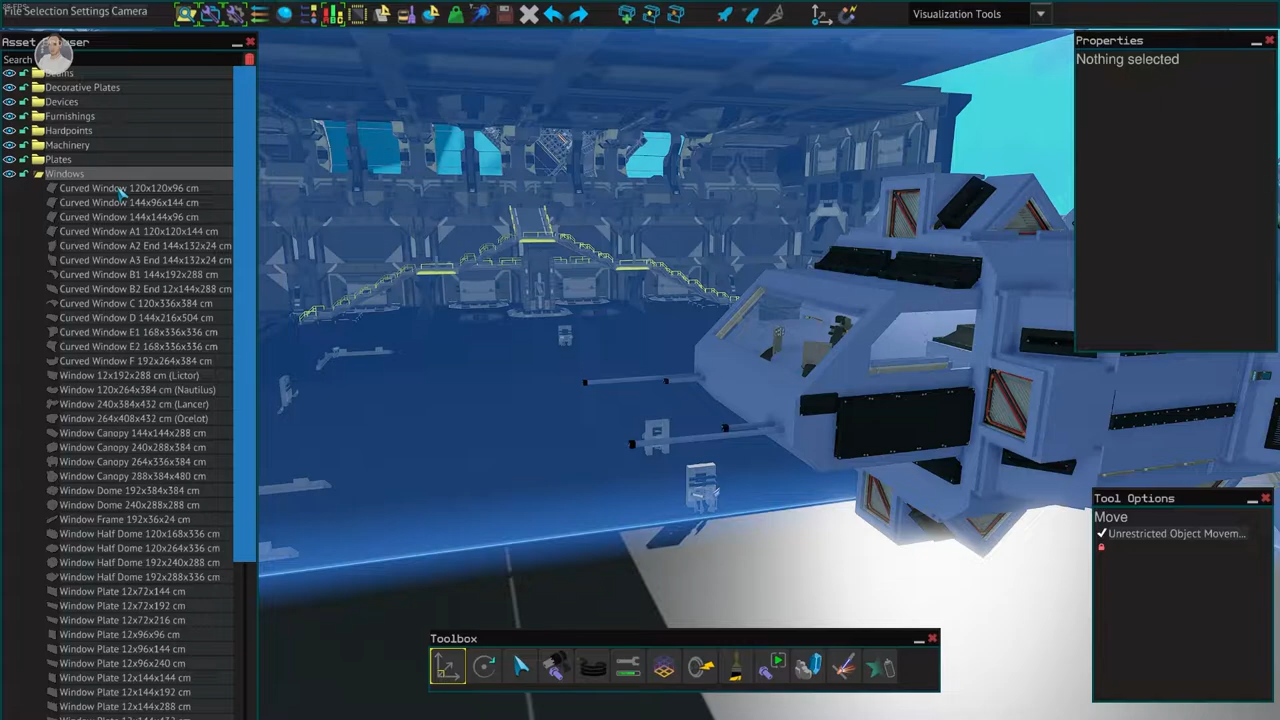 File Selection Settings Camera
Visualization Tools
Asset
Search
Beams
Decorative Plates
Devices
Furnishings
Hardpoints
Machinery
Plates
Windows
Curved Window 120x120x96 cm
Curved Window 144x96x144 cm
Curved Window 144x144x96 cm
Curved Window A1 120x120x144 cm
Curved Window A2 End 144x132x24 cm
Curved Window A3 End 144x132x24 cm
Curved Window B1 144x192x288 cm
Curved Window B2 End 12x144x288 cm
Curved Window C 120x336x384 cm
Curved Window D 144x216x504 cm
Curved Window E1 168x336x336 cm
Curved Window E2 168x336x336 cm
Curved Window F 192x264x384 cm
Window 12x192x288 cm (Lictor)
Window 120x264x384 cm (Nautilus)
Window 240x384x432 cm (Lancer)
Window 264x408x432 cm (Ocelot)
Window Canopy 144x144x288 cm
Window Canopy 240x288x384 cm
Window Canopy 264x336x384 cm
Window Canopy 288x384x480 cm
Window Dome 192x384x384 cm
Window Dome 240x288x288 cm
Window Frame 192x36x24 cm
Window Half Dome 120x168x336 cm
Window Half Dome 120x264x336 cm
Window Half Dome 192x240x288 cm
Window Half Dome 192x288x336 cm
Window Plate 12x72x144 cm
Window Plate 12x72x192 cm
Window Plate 12x72x216 cm
Window Plate 12x96x96 cm
Window Plate 12x96x144 cm
Window Plate 12x96x240 cm
Window Plate 12x144x144 cm
Window Plate 12x144x192 cm
Window Plate 12x144x288 cm
Properties
Nothing selected
Tool Options
Move
Unrestricted Object Movem...
Toolbox